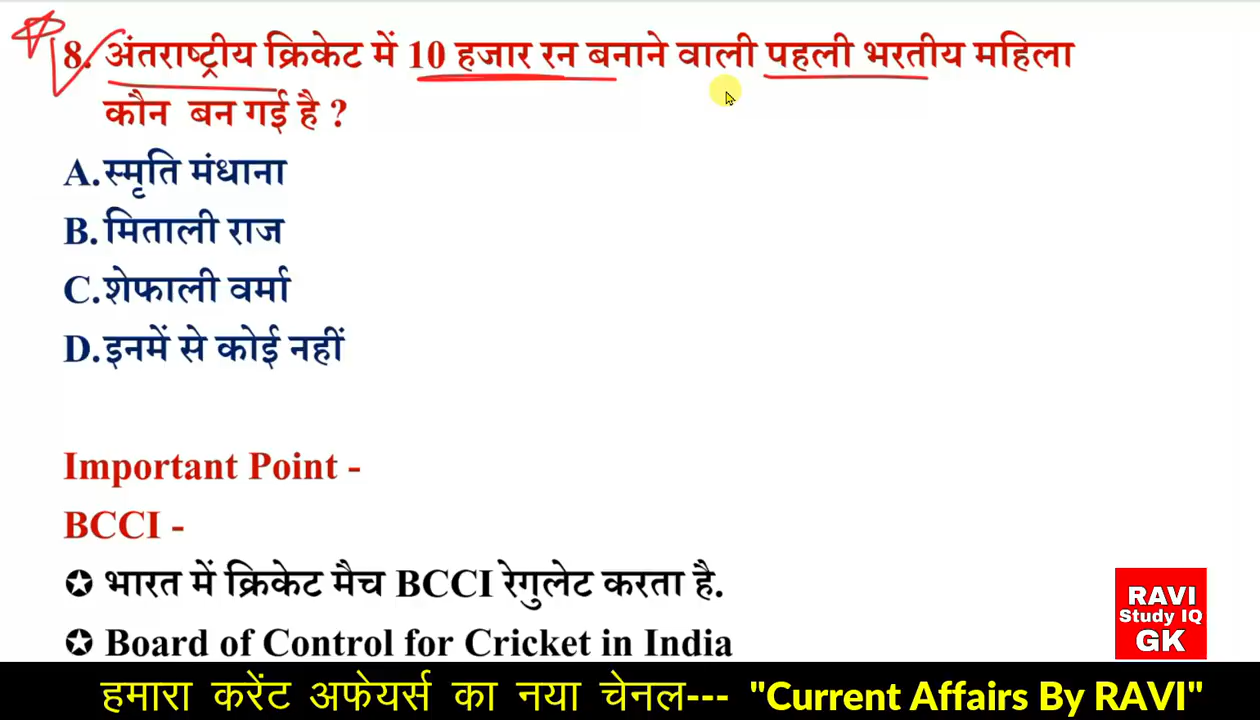 8. अंतराष्ट्रीय क्रिकेट में 10 हजार रन बनाने वाली पहली भरतीय महिला
कौन बन गई है ?
A.स्मृति मंधाना
B.मिताली राज
C.शेफाली वर्मा
D.इनमें से कोई नहीं
Important Point -
BCCI -
✪ भारत में क्रिकेट मैच BCCI रेगुलेट करता है.
✪ Board of Control for Cricket in India
RAVI
Study IQ
GK
हमारा करेंट अफेयर्स का नया चेनल--- "Current Affairs By RAVI"